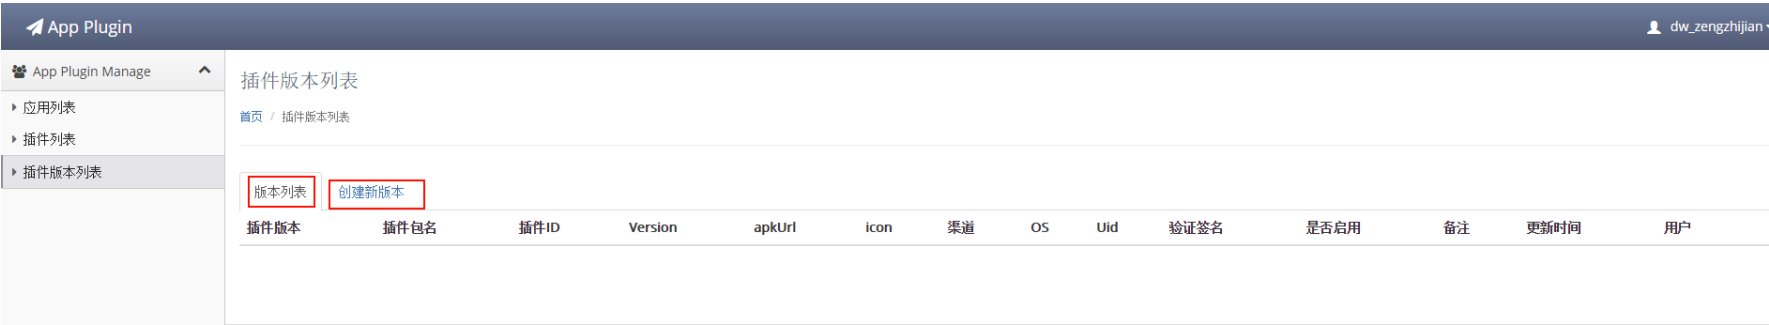 App Plugin
dw_zengzhijian
App Plugin Manage
应用列表
插件列表
插件版本列表
插件版本列表
首页 / 插件版本列表
版本列表 创建新版本
插件版本 插件包名 插件ID Version apkUrl icon 渠道 OS Uid 验证签名 是否启用 备注 更新时间 用户